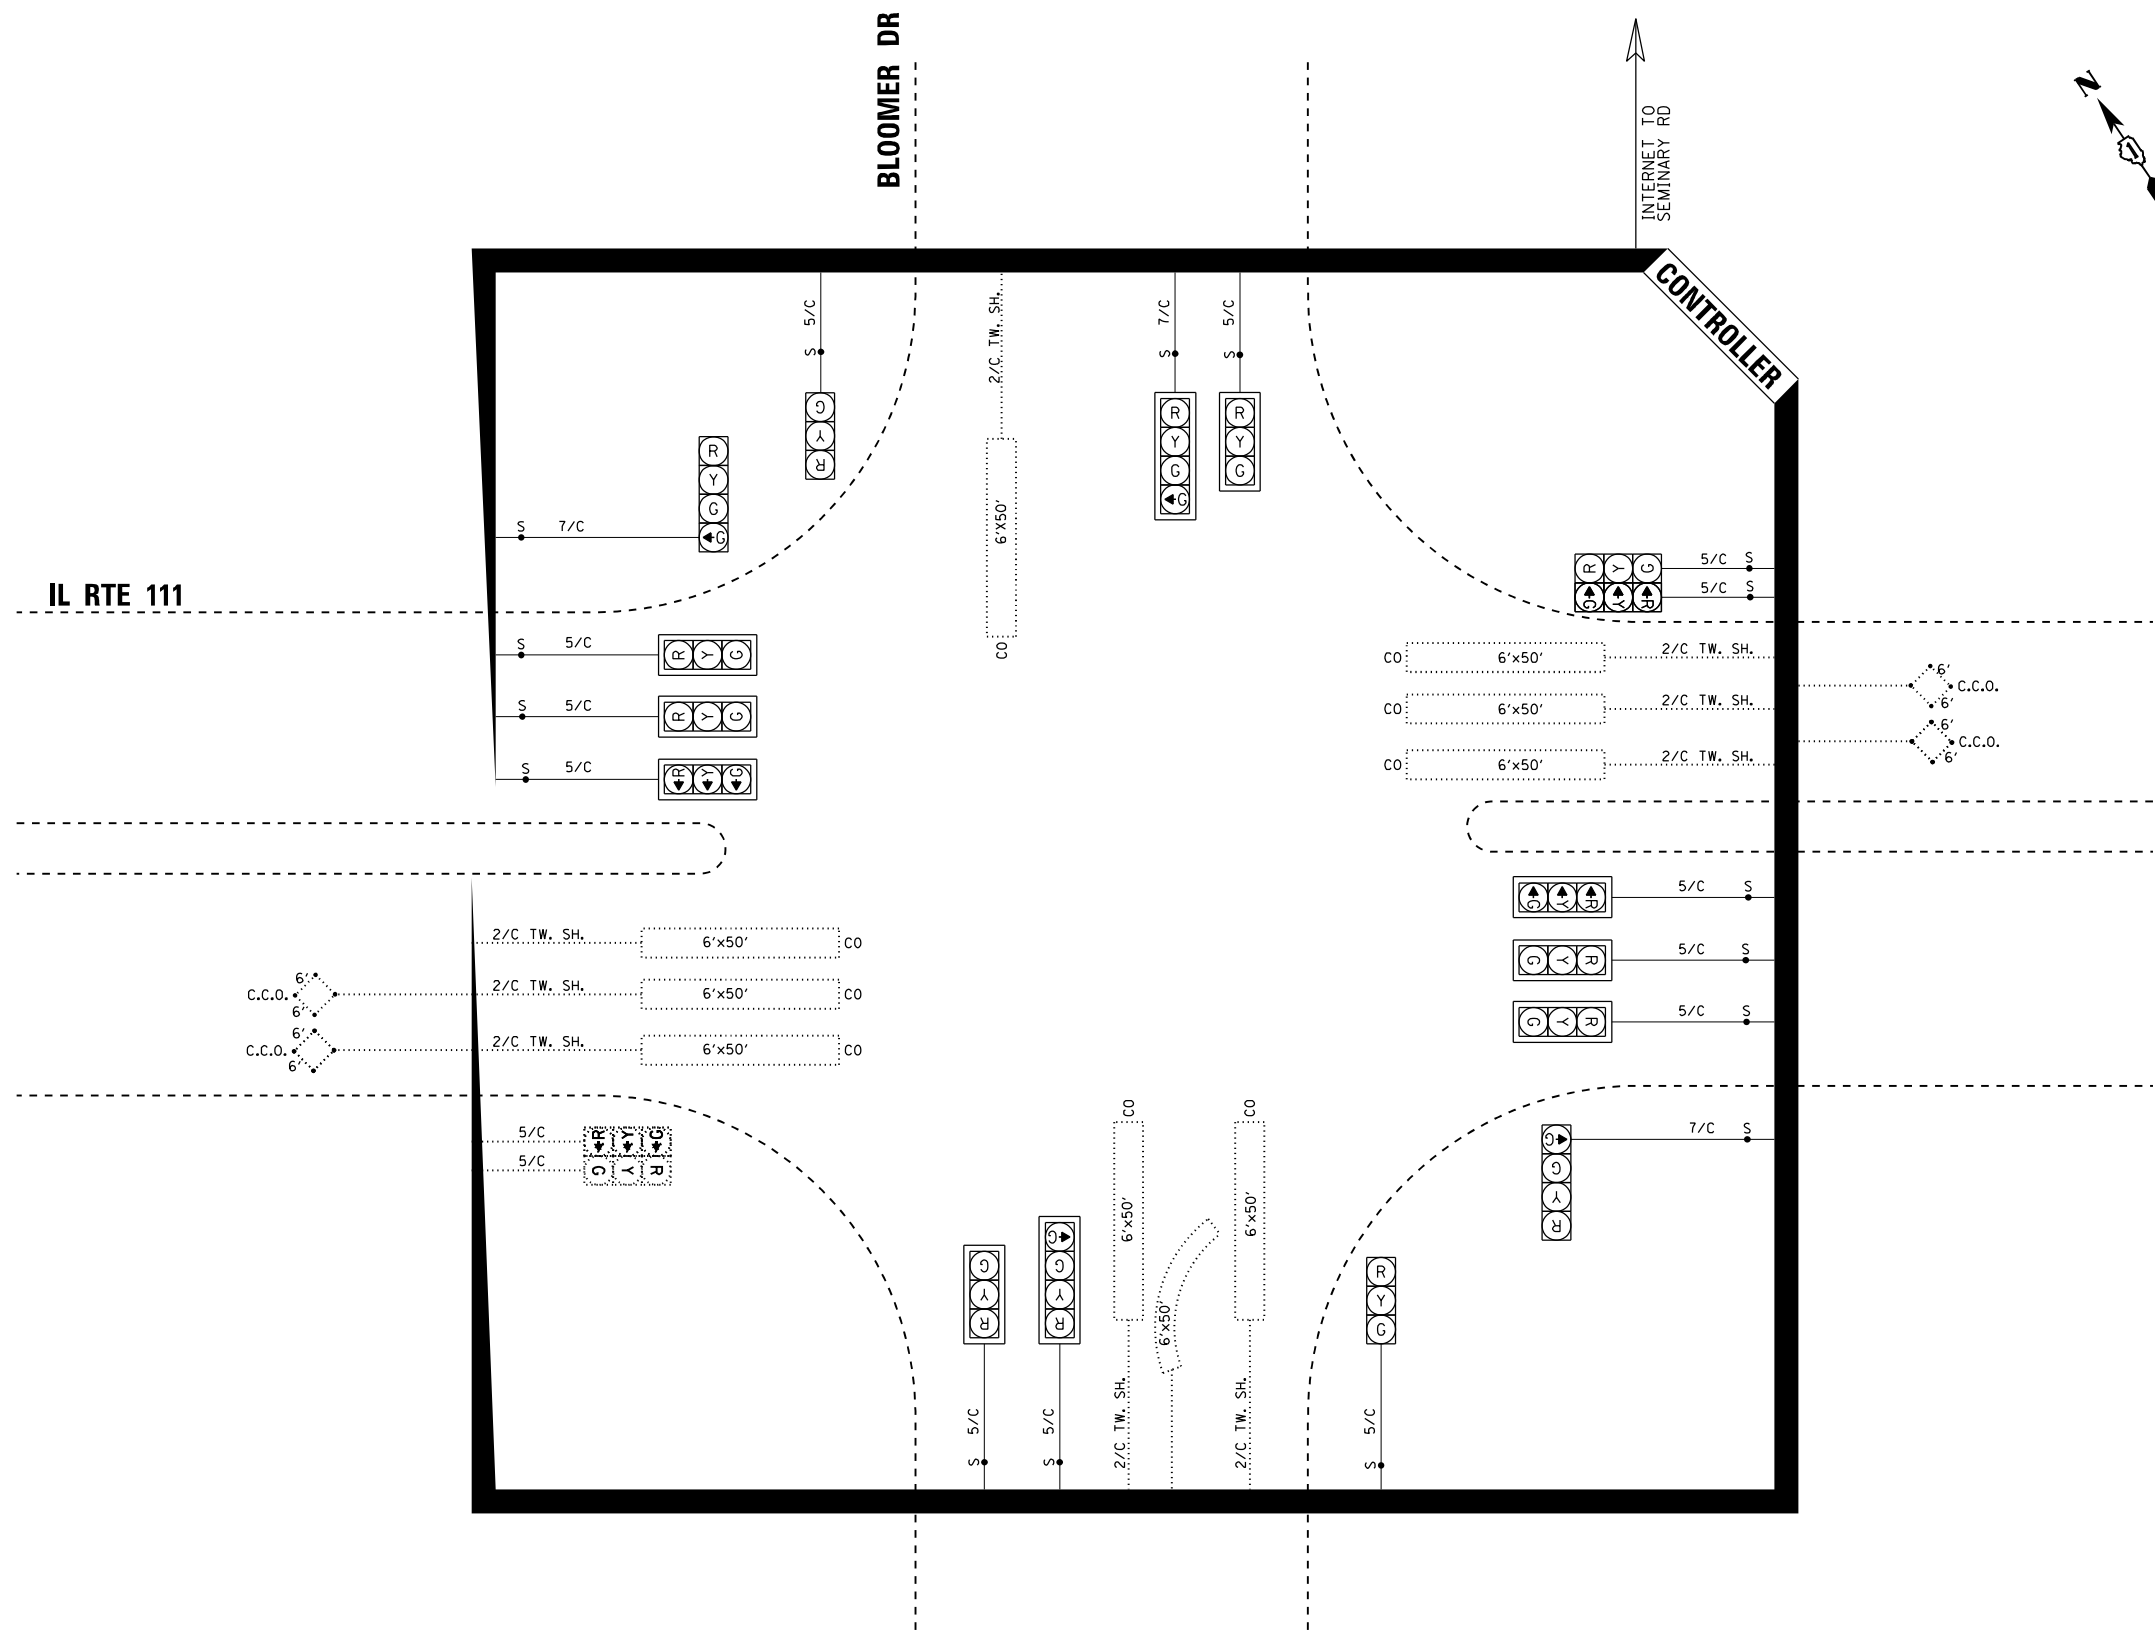 BLOOMER DR
INTERNET TO
SEMINARY RD
N
CONTROLLER
IL RTE 111
5/C
S
G
Y
R
2/C TW. SH.
6'X50'
CO
7/C
S
R
Y
G
G
5/C
S
R
Y
G
R
Y
G
G
S 7/C
S 5/C
R Y G
S 5/C
R Y G
S 5/C
R Y G
R Y G 5/C S
G Y R 5/C S
CO 6'x50' 2/C TW. SH.
CO 6'x50' 2/C TW. SH.
CO 6'x50' 2/C TW. SH.
6'
6'
C.C.O.
6'
6'
C.C.O.
G Y R 5/C S
G Y R 5/C S
G Y R 5/C S
2/C TW. SH. 6'x50' CO
2/C TW. SH. 6'x50' CO
2/C TW. SH. 6'x50' CO
6'
C.C.O.
6'
6'
C.C.O.
6'
5/C R Y G
5/C G Y R
G
Y
R
5/C
S
G
G
Y
R
5/C
S
CO
6'x50'
2/C TW. SH.
6'x50'
CO
6'x50'
2/C TW. SH.
R
Y
G
5/C
S
G
G
Y
R
7/C S